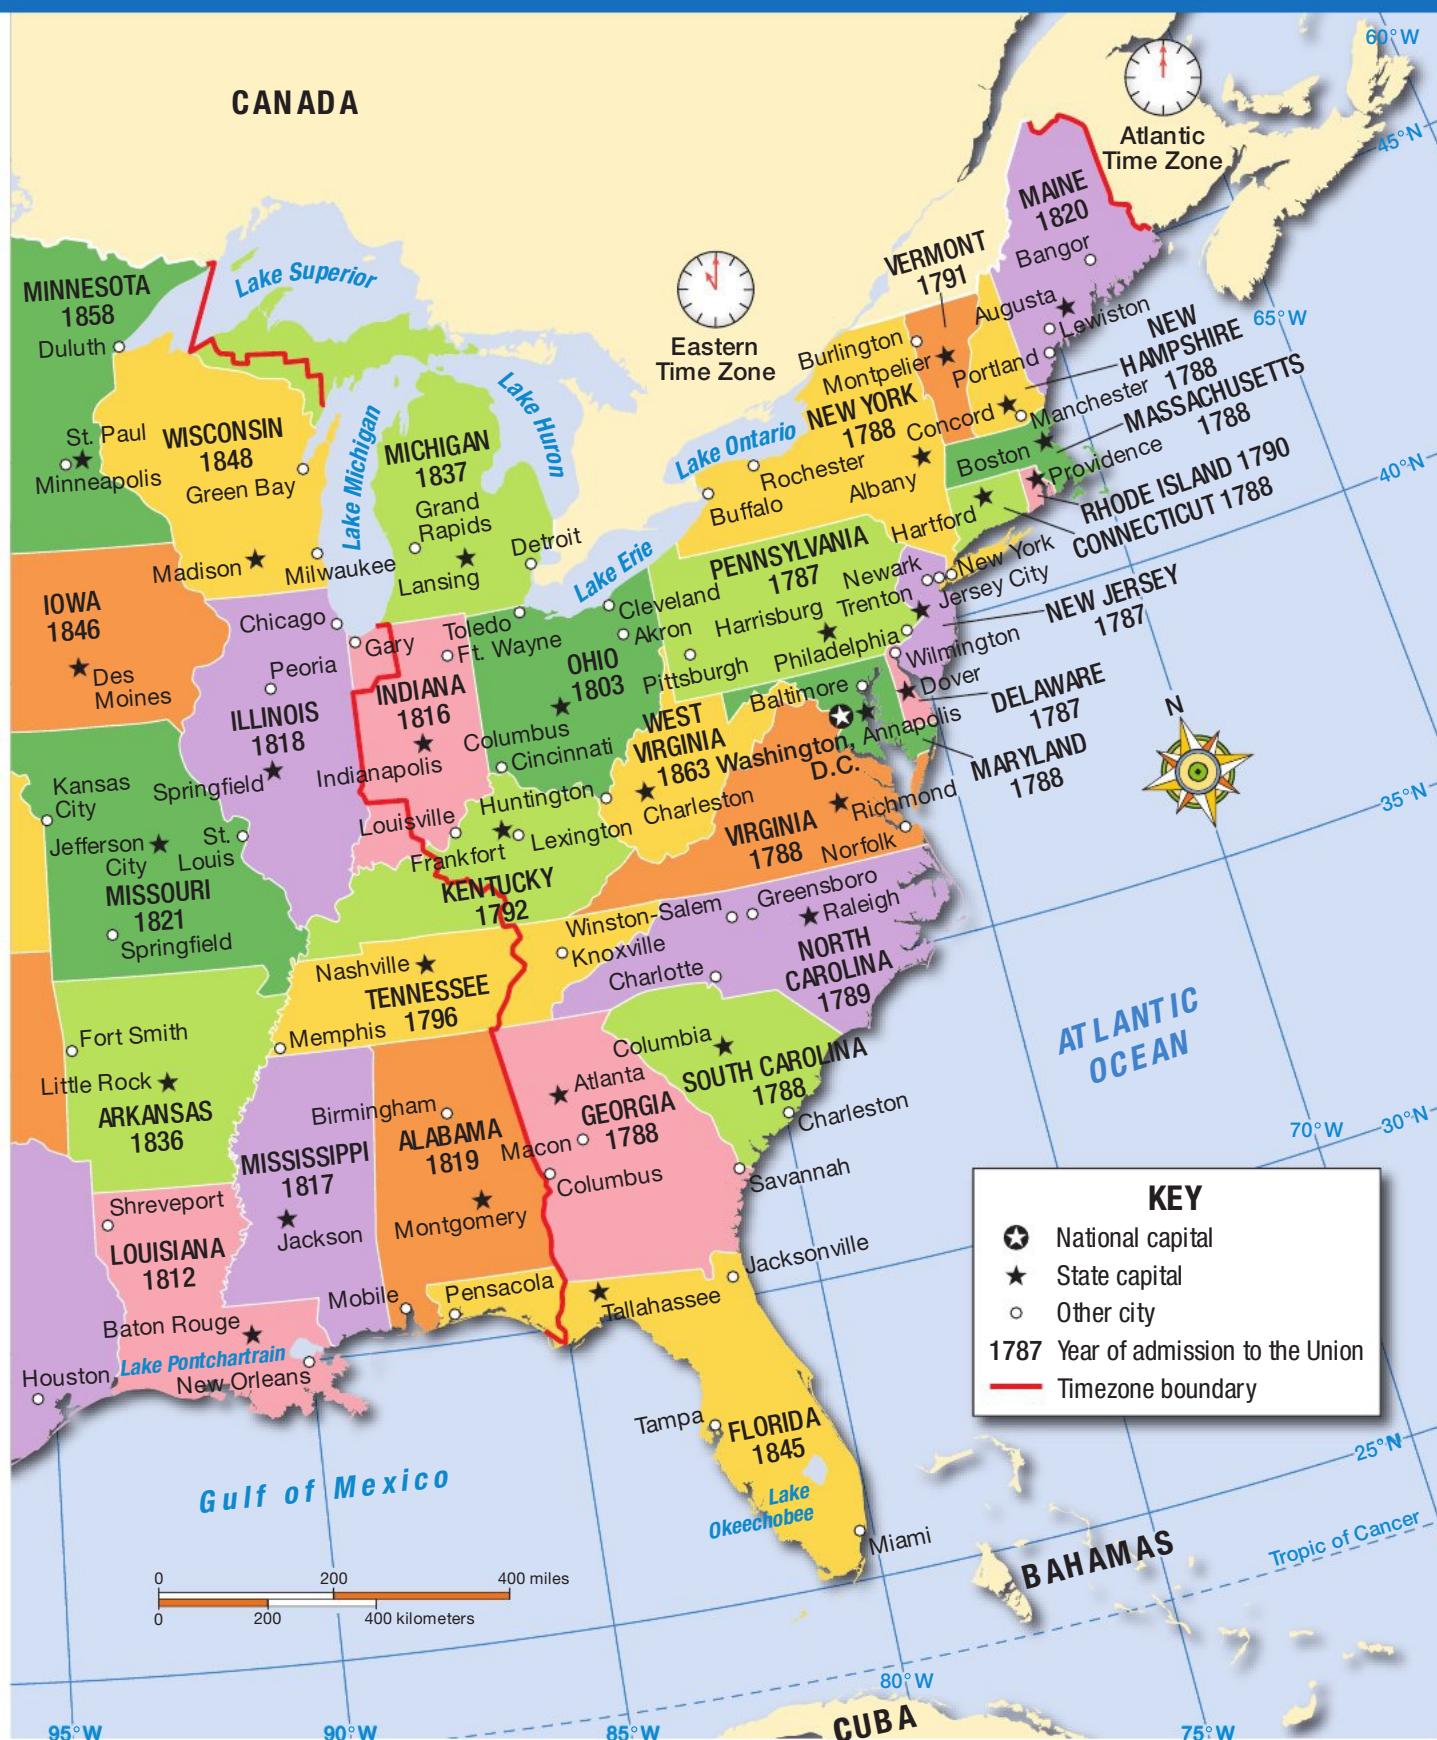 60°W
CANADA
Atlantic
Time Zone
45°N
MAINE
1820
Bangor
VERMONT
1791
Lake Superior
MINNESOTA
1858
Duluth
Eastern
Time Zone
Augusta
Lewiston
65°W
NEW
HAMPSHIRE
1788
Burlington
Montpelier
Portland
MASSACHUSETTS
1788
Lake Huron
Lake Michigan
NEW YORK
1788
Concord
Manchester
St. Paul
Minneapolis
WISCONSIN
1848
Green Bay
MICHIGAN
1837
Grand
Rapids
Lake Ontario
Rochester
Buffalo
Albany
Boston
Providence
RHODE ISLAND 1790
CONNECTICUT 1788
40°N
Hartford
Madison
Milwaukee
Lansing
Detroit
Lake Erie
PENNSYLVANIA
1787
Newark
New York
Jersey City
NEW JERSEY
1787
IOWA
1846
Des
Moines
Chicago
Gary
Toledo
Ft. Wayne
Cleveland
Akron
Harrisburg
Trenton
Philadelphia
Wilmington
Peoria
ILLINOIS
1818
INDIANA
1816
OHIO
1803
Pittsburgh
Dover
DELAWARE
1787
Baltimore
Annapolis
MARYLAND
1788
N
Columbus
Cincinnati
WEST
VIRGINIA
1863
Washington,
D.C.
Kansas
City
Springfield
Indianapolis
Huntington
Charleston
35°N
Jefferson
City
St.
Louis
Louisville
Frankfort
Lexington
VIRGINIA
1788
Richmond
Norfolk
MISSOURI
1821
Springfield
KENTUCKY
1792
Winston-Salem
Greensboro
Raleigh
Knoxville
Nashville
TENNESSEE
1796
Charlotte
NORTH
CAROLINA
1789
Fort Smith
Memphis
ATLANTIC
OCEAN
Little Rock
ARKANSAS
1836
Columbia
SOUTH CAROLINA
1788
Charleston
Birmingham
Atlanta
GEORGIA
1788
Macon
70°W
30°N
ALABAMA
1819
MISSISSIPPI
1817
Columbus
Savannah
Shreveport
Jackson
Montgomery
LOUISIANA
1812
Jacksonville
Mobile
Pensacola
Tallahassee
Baton Rouge
Lake Pontchartrain
New Orleans
Houston
KEY
National capital
State capital
Other city
1787 Year of admission to the Union
Timezone boundary
Tampa
FLORIDA
1845
25°N
Gulf of Mexico
Lake
Okeechobee
Miami
BAHAMAS
Tropic of Cancer
0 200 400 miles
0 200 400 kilometers
80°W
CUBA
95°W
90°W
85°W
75°W